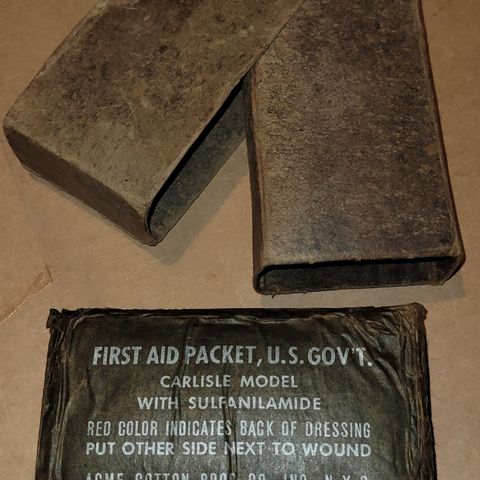 FIRST AID PACKET, U.S. GOV'T.
CARLISLE MODEL
WITH SULFANILAMIDE
RED COLOR INDICATES BACK OF DRESSING
PUT OTHER SIDE NEXT TO WOUND
ACME COTTON PROD. CO., INC., N.Y.C.